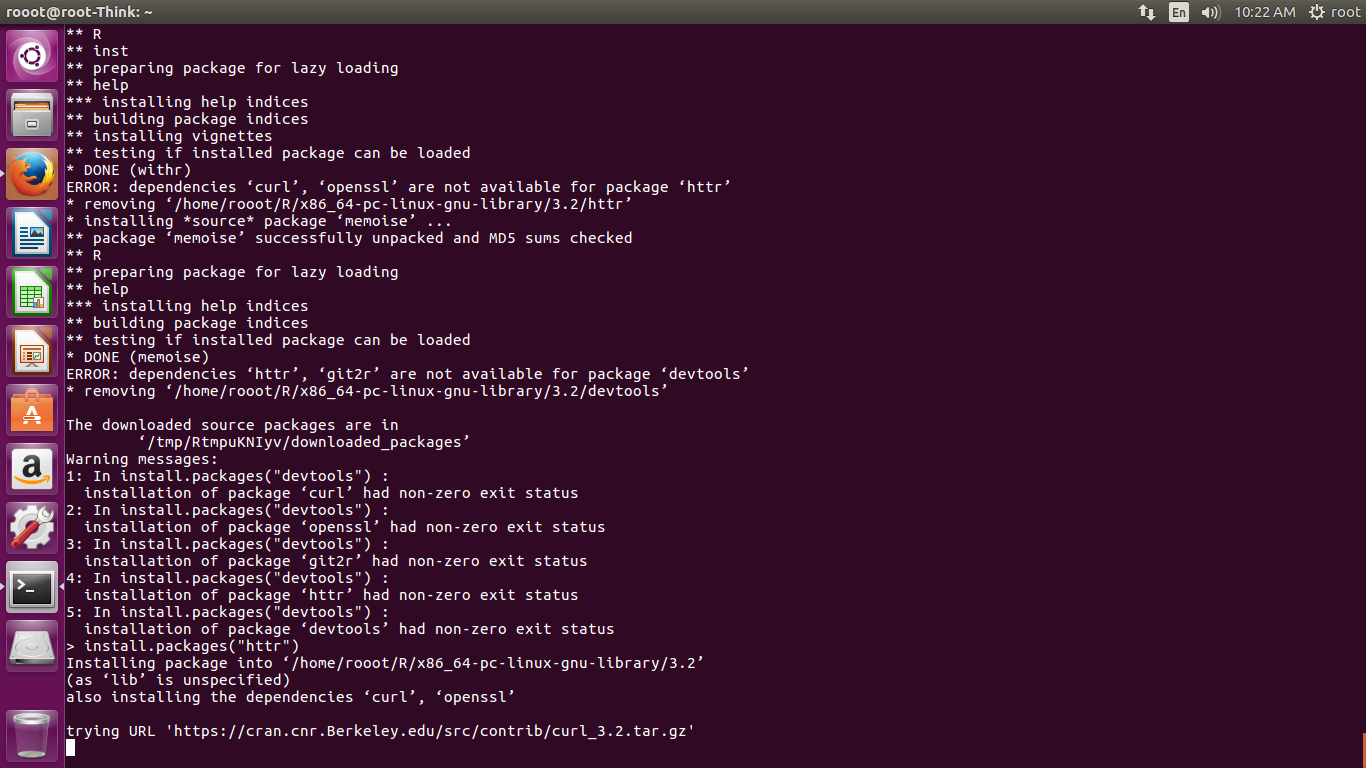 rooot@root-Think: ~
En
10:22 AM
root
** R
** inst
** preparing package for lazy loading
** help
*** installing help indices
** building package indices
** installing vignettes
** testing if installed package can be loaded
* DONE (withr)
ERROR: dependencies ‘curl’, ‘openssl’ are not available for package ‘httr’
* removing ‘/home/rooot/R/x86_64-pc-linux-gnu-library/3.2/httr’
* installing *source* package ‘memoise’ ...
** package ‘memoise’ successfully unpacked and MD5 sums checked
** R
** preparing package for lazy loading
** help
*** installing help indices
** building package indices
** testing if installed package can be loaded
* DONE (memoise)
ERROR: dependencies ‘httr’, ‘git2r’ are not available for package ‘devtools’
* removing ‘/home/rooot/R/x86_64-pc-linux-gnu-library/3.2/devtools’
The downloaded source packages are in
‘/tmp/RtmpuKNIyv/downloaded_packages’
Warning messages:
1: In install.packages("devtools") :
installation of package ‘curl’ had non-zero exit status
2: In install.packages("devtools") :
installation of package ‘openssl’ had non-zero exit status
3: In install.packages("devtools") :
installation of package ‘git2r’ had non-zero exit status
4: In install.packages("devtools") :
installation of package ‘httr’ had non-zero exit status
5: In install.packages("devtools") :
installation of package ‘devtools’ had non-zero exit status
> install.packages("httr")
Installing package into ‘/home/rooot/R/x86_64-pc-linux-gnu-library/3.2’
(as ‘lib’ is unspecified)
also installing the dependencies ‘curl’, ‘openssl’
trying URL 'https://cran.cnr.Berkeley.edu/src/contrib/curl_3.2.tar.gz'